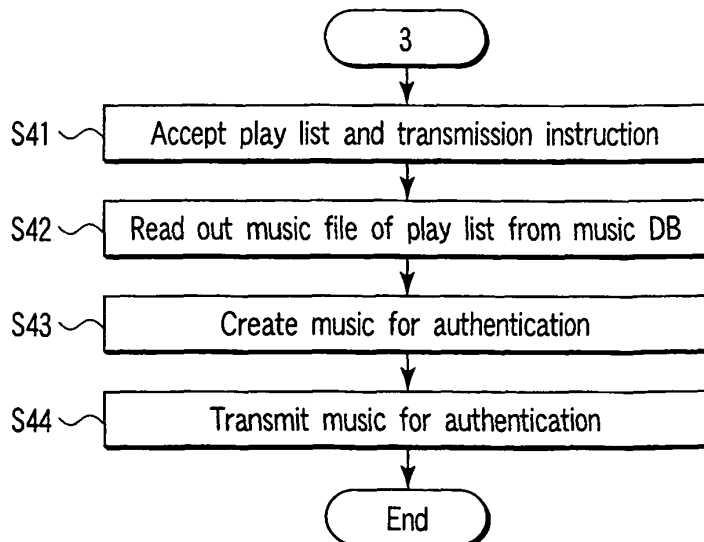 3
S41 Accept play list and transmission instruction
S42 Read out music file of play list from music DB
S43 Create music for authentication
S44 Transmit music for authentication
End